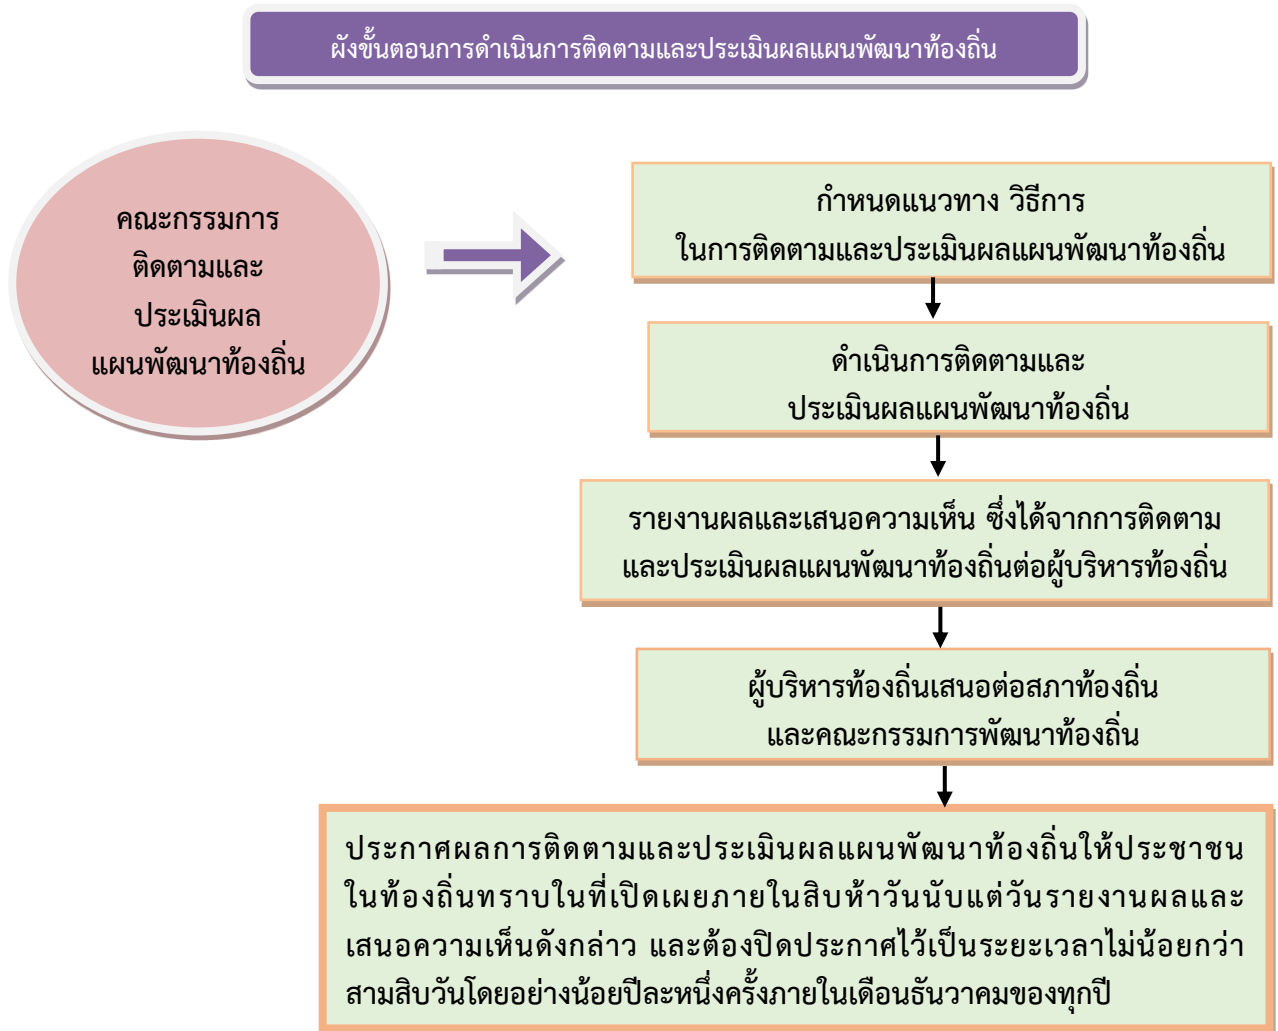 ผังขั้นตอนการดำเนินการติดตามและประเมินผลแผนพัฒนาท้องถิ่น
คณะกรรมการ
ติดตามและ
ประเมินผล
แผนพัฒนาท้องถิ่น
กำหนดแนวทาง วิธีการ
ในการติดตามและประเมินผลแผนพัฒนาท้องถิ่น
ดำเนินการติดตามและ
ประเมินผลแผนพัฒนาท้องถิ่น
รายงานผลและเสนอความเห็น ซึ่งได้จากการติดตาม
และประเมินผลแผนพัฒนาท้องถิ่นต่อผู้บริหารท้องถิ่น
ผู้บริหารท้องถิ่นเสนอต่อสภาท้องถิ่น
และคณะกรรมการพัฒนาท้องถิ่น
ประกาศผลการติดตามและประเมินผลแผนพัฒนาท้องถิ่นให้ประชาชน
ในท้องถิ่นทราบในที่เปิดเผยภายในสิบห้าวันนับแต่วันรายงานผลและ
เสนอความเห็นดังกล่าว และต้องปิดประกาศไว้เป็นระยะเวลาไม่น้อยกว่า
สามสิบวันโดยอย่างน้อยปีละหนึ่งครั้งภายในเดือนธันวาคมของทุกปี